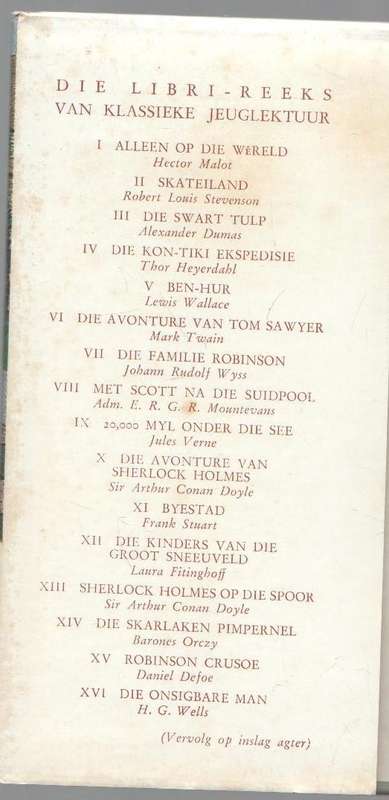 DIE LIBRI-REEKS
VAN KLASSIEKE JEUGLEKTUUR
I ALLEEN OP DIE WÊRELD
Hector Malot
II SKATEILAND
Robert Louis Stevenson
III DIE SWART TULP
Alexander Dumas
IV DIE KON-TIKI EKSPEDISIE
Thor Heyerdahl
V BEN-HUR
Lewis Wallace
VI DIE AVONTURE VAN TOM SAWYER
Mark Twain
VII DIE FAMILIE ROBINSON
Johann Rudolf Wyss
VIII MET SCOTT NA DIE SUIDPOOL
Adm. E. R. G. R. Mountevans
IX 20,000 MYL ONDER DIE SEE
Jules Verne
X DIE AVONTURE VAN
SHERLOCK HOLMES
Sir Arthur Conan Doyle
XI BYESTAD
Frank Stuart
XII DIE KINDERS VAN DIE
GROOT SNEEUVELD
Laura Fitinghoff
XIII SHERLOCK HOLMES OP DIE SPOOR
Sir Arthur Conan Doyle
XIV DIE SKARLAKEN PIMPERNEL
Barones Orczy
XV ROBINSON CRUSOE
Daniel Defoe
XVI DIE ONSIGBARE MAN
H. G. Wells
(Vervolg op inslag agter)